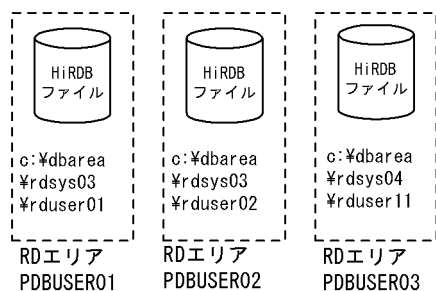 HiRDB
ファイル
c:¥dbarea
¥rdsys03
¥rduser01
RDエリア
PDBUSER01
HiRDB
ファイル
c:¥dbarea
¥rdsys03
¥rduser02
RDエリア
PDBUSER02
HiRDB
ファイル
c:¥dbarea
¥rdsys04
¥rduser11
RDエリア
PDBUSER03